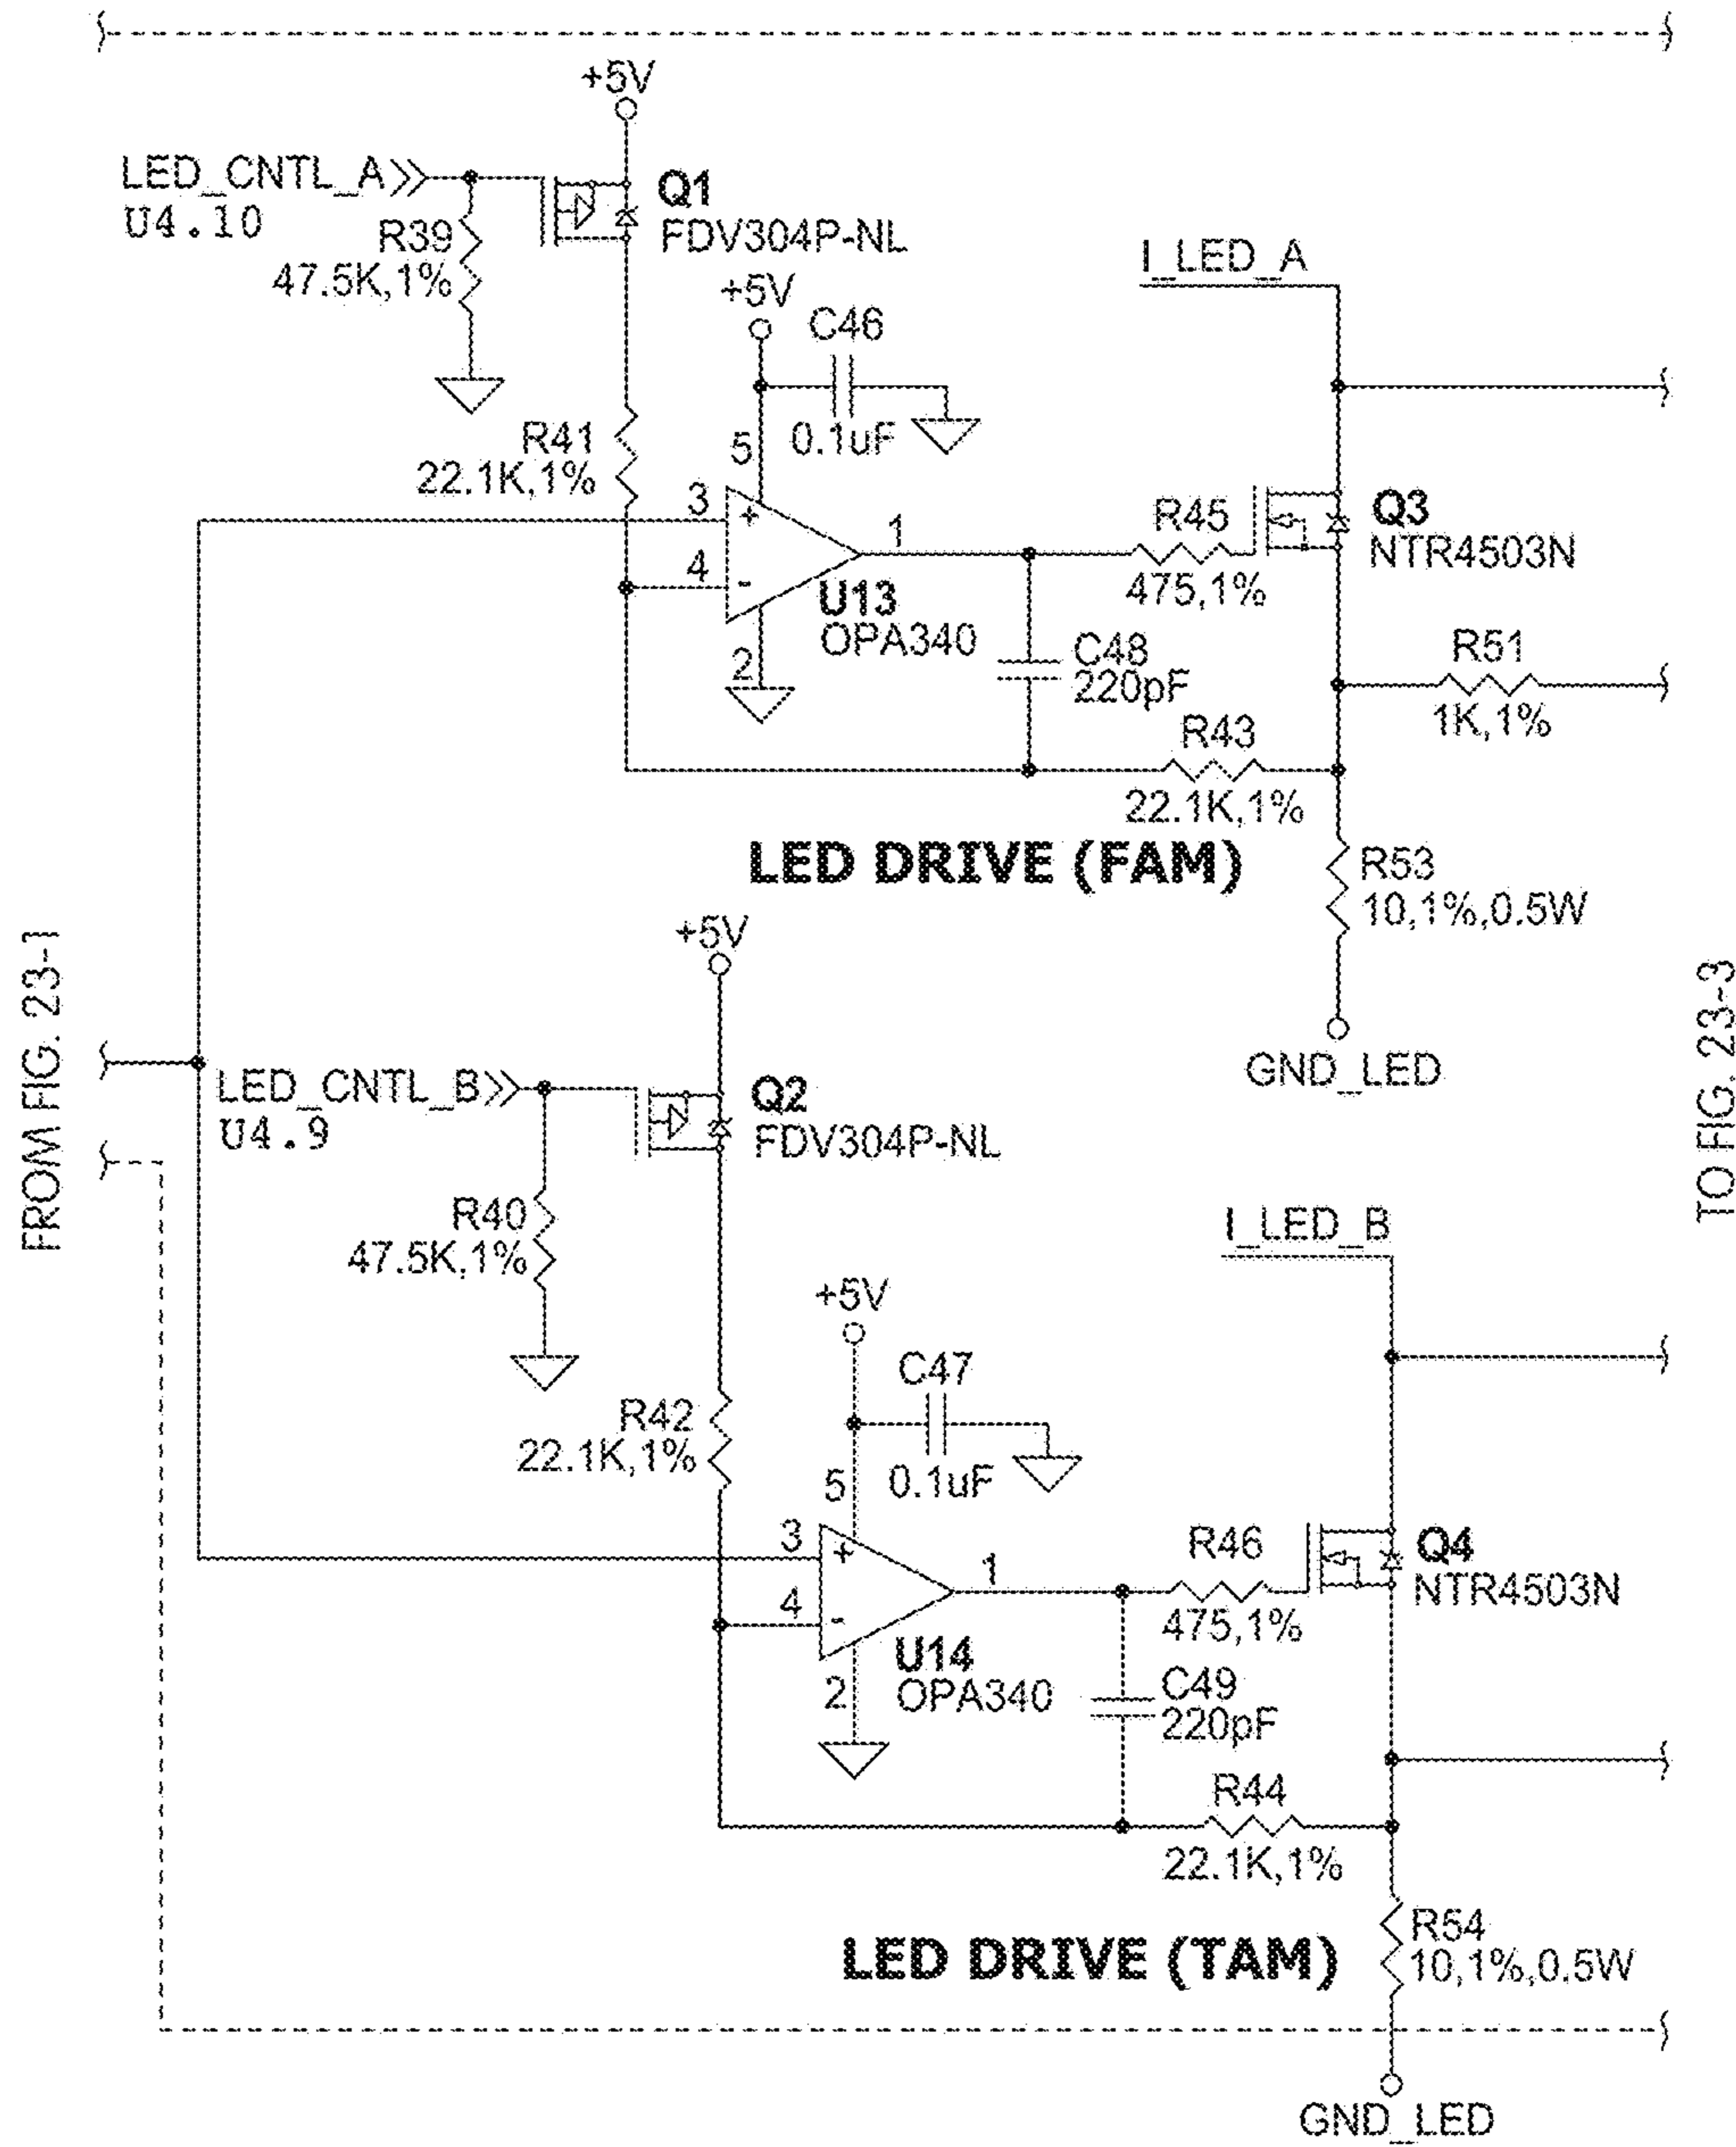 +5V
LED_CNTL_A
U4.10
Q1
FDV304P-NL
R39
47.5K,1%
+5V
C46
0.1uF
I_LED_A
R41
22.1K,1%
5
3
+
4
-
1
2
U13
OPA340
R45
475,1%
Q3
NTR4503N
C48
220pF
R51
1K,1%
R43
22.1K,1%
LED DRIVE (FAM)
R53
10,1%,0.5W
GND_LED
FROM FIG. 23-1
TO FIG. 23-3
+5V
LED_CNTL_B
U4.9
Q2
FDV304P-NL
R40
47.5K,1%
I_LED_B
+5V
C47
0.1uF
R42
22.1K,1%
5
3
+
4
-
1
2
U14
OPA340
R46
475,1%
Q4
NTR4503N
C49
220pF
R44
22.1K,1%
LED DRIVE (TAM)
R54
10,1%,0.5W
GND_LED